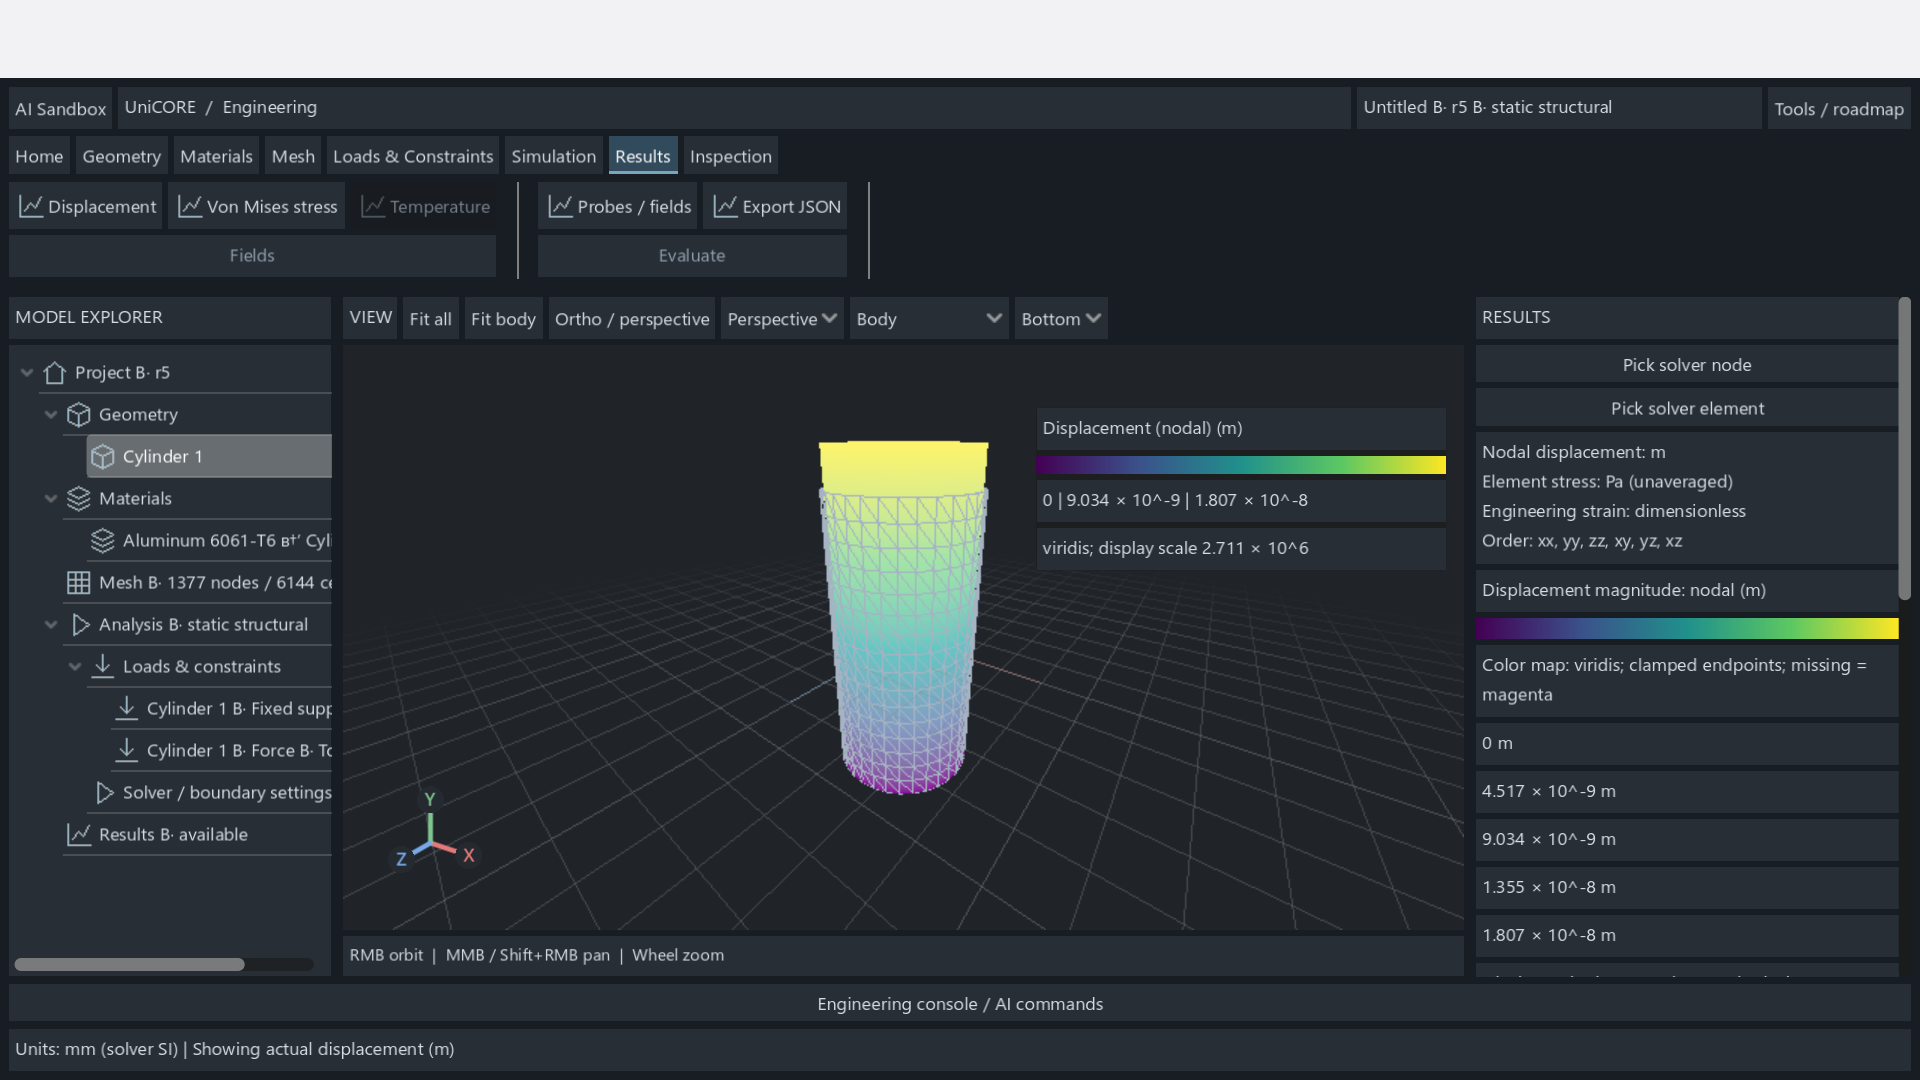 AI Sandbox
UniCORE / Engineering
Untitled В· r5 В· static structural
Tools / roadmap
Home
Geometry
Materials
Mesh
Loads & Constraints
Simulation
Results
Inspection
Displacement
Von Mises stress
Temperature
Probes / fields
Export JSON
Fields
Evaluate
MODEL EXPLORER
VIEW
Fit all
Fit body
Ortho / perspective
Perspective
Body
Bottom
RESULTS
Project В· r5
Geometry
Cylinder 1
Materials
Aluminum 6061-T6 в†' Cyli
Mesh В· 1377 nodes / 6144 ce
Analysis В· static structural
Loads & constraints
Cylinder 1 В· Fixed supp
Cylinder 1 В· Force В· To
Solver / boundary settings
Results В· available
Displacement (nodal) (m)
0 | 9.034 × 10^-9 | 1.807 × 10^-8
viridis; display scale 2.711 × 10^6
Y
Z
X
RMB orbit | MMB / Shift+RMB pan | Wheel zoom
Pick solver node
Pick solver element
Nodal displacement: m
Element stress: Pa (unaveraged)
Engineering strain: dimensionless
Order: xx, yy, zz, xy, yz, xz
Displacement magnitude: nodal (m)
Color map: viridis; clamped endpoints; missing =
magenta
0 m
4.517 × 10^-9 m
9.034 × 10^-9 m
1.355 × 10^-8 m
1.807 × 10^-8 m
Engineering console / AI commands
Units: mm (solver SI) | Showing actual displacement (m)